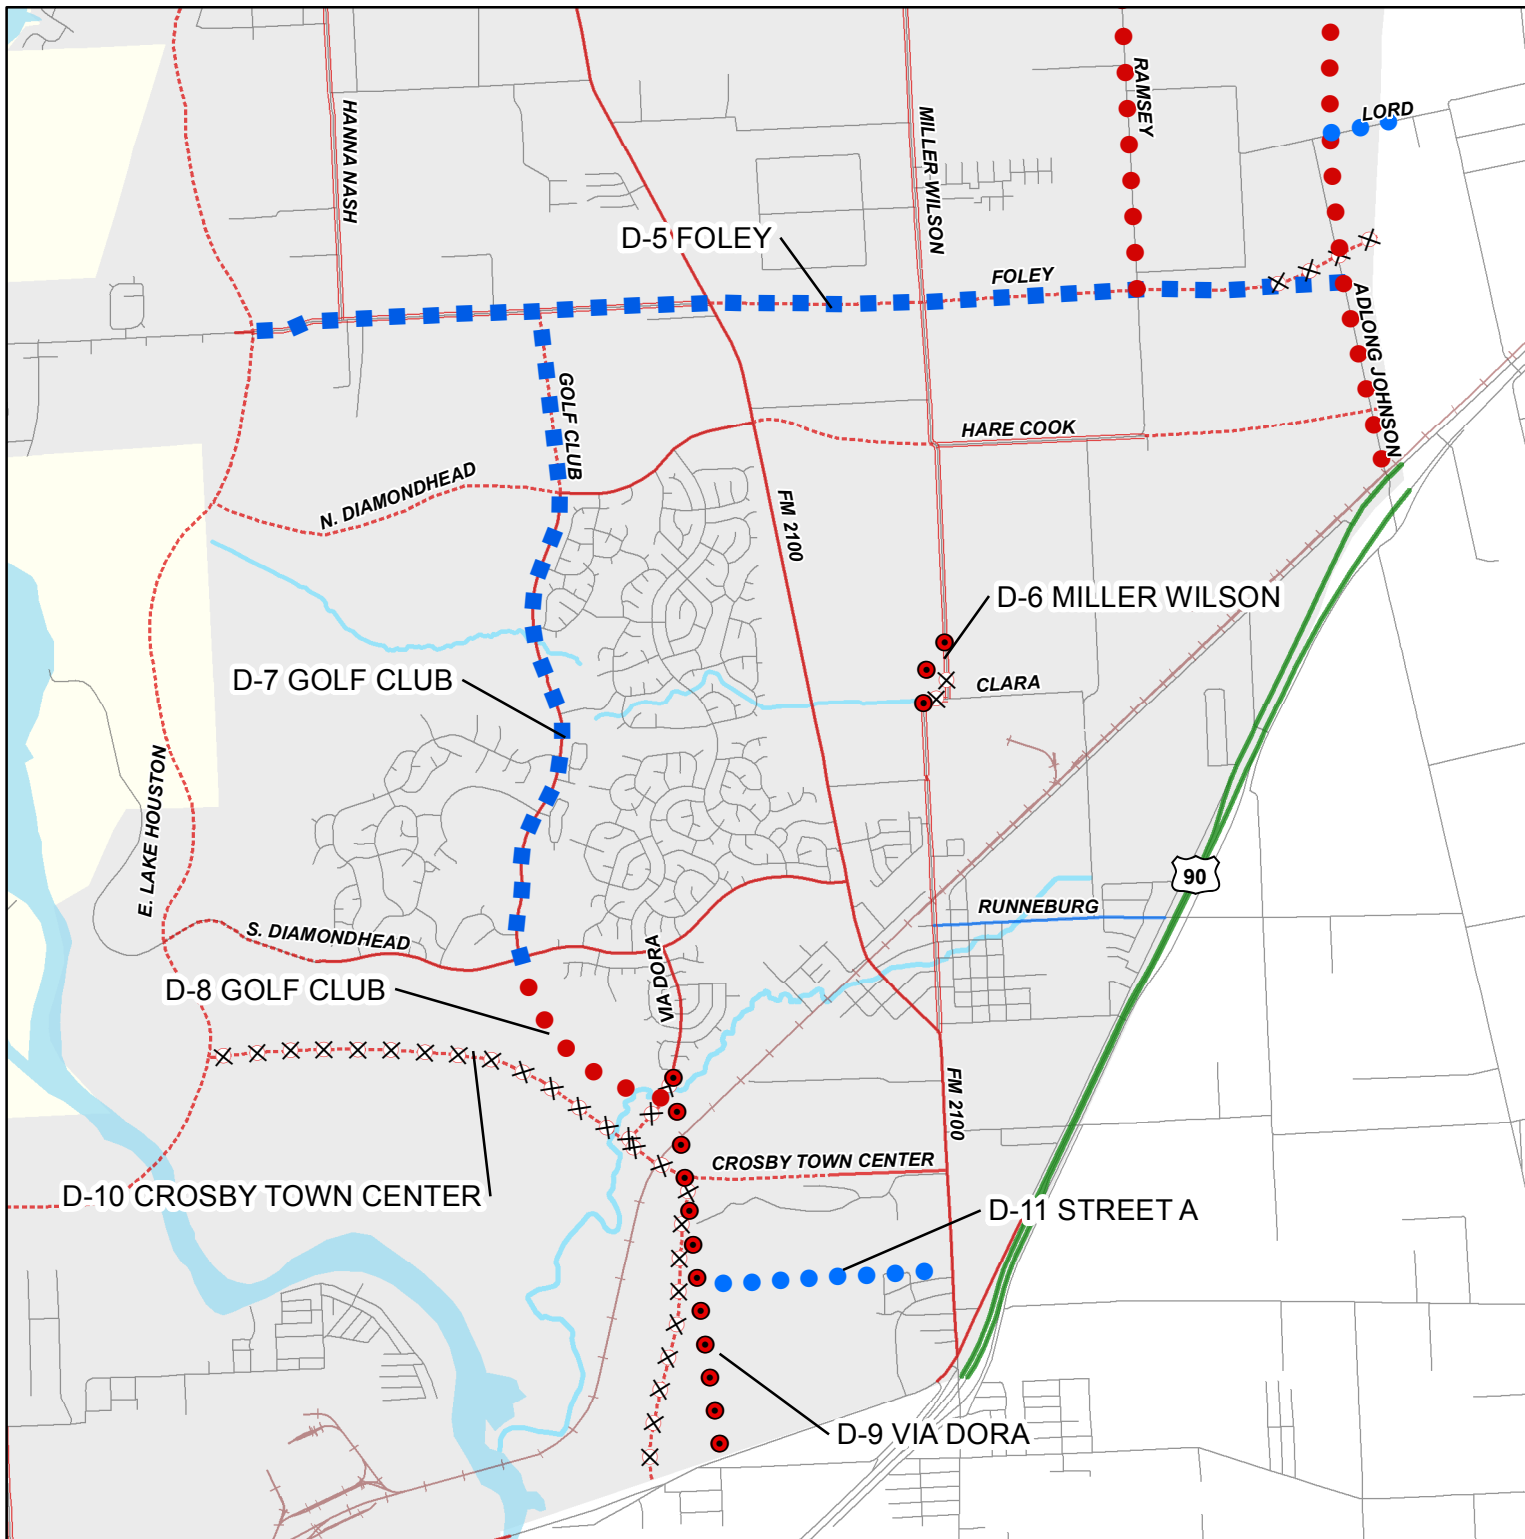 HANNA NASH
MILLER WILSON
RAMSEY
LORD
D-5 FOLEY
FOLEY
ADLONG JOHNSON
GOLF CLUB
HARE COOK
N. DIAMONDHEAD
FM 2100
D-6 MILLER WILSON
D-7 GOLF CLUB
CLARA
E. LAKE HOUSTON
90
RUNNEBURG
S. DIAMONDHEAD
VIA DORA
D-8 GOLF CLUB
FM 2100
CROSBY TOWN CENTER
D-10 CROSBY TOWN CENTER
D-11 STREET A
D-9 VIA DORA